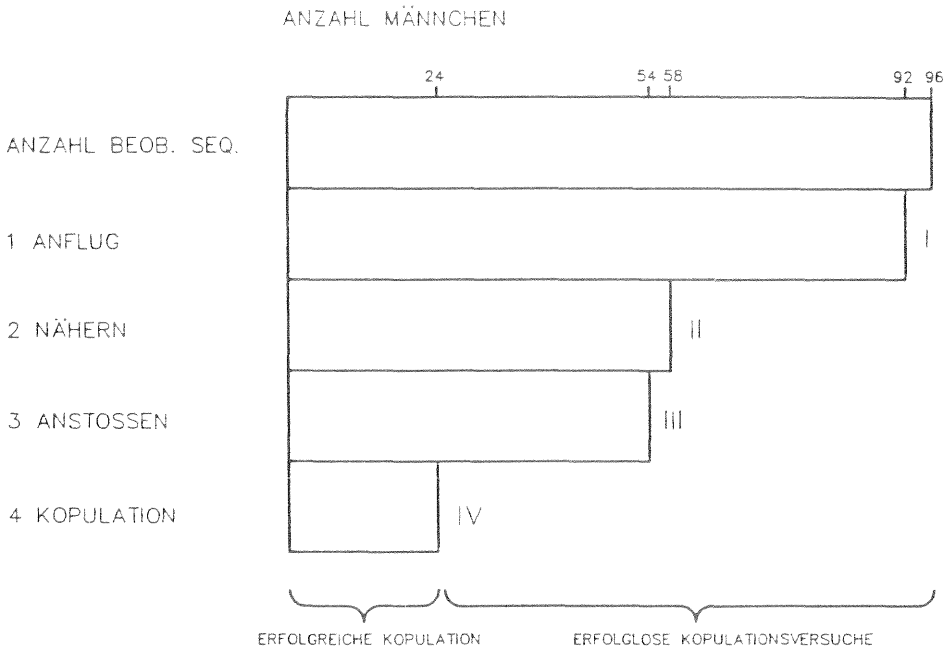 ANZAHL MÄNNCHEN
24 54 58 92 96
ANZAHL BEOB. SEQ.
1 ANFLUG I
2 NÄHERN II
3 ANSTOSSEN III
4 KOPULATION IV
ERFOLGREICHE KOPULATION ERFOLGLOSE KOPULATIONSVERSUCHE